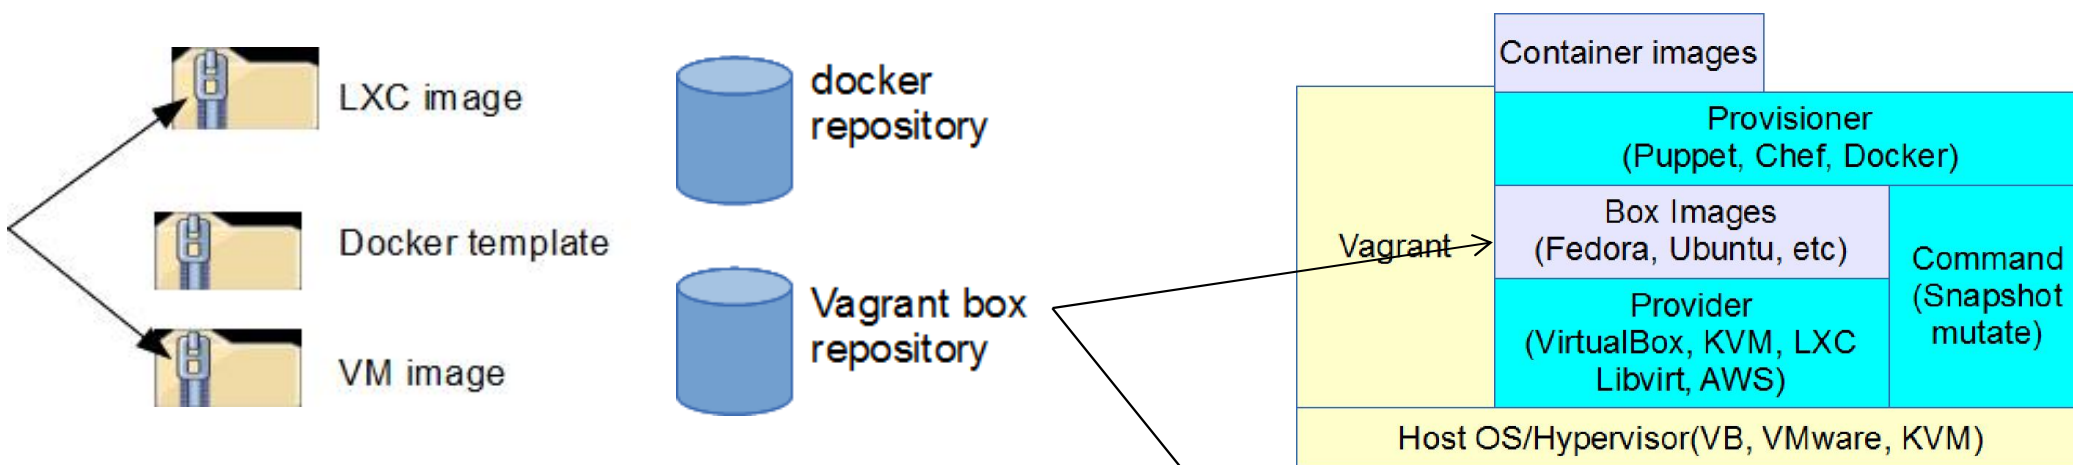 LXC image
Docker template
VM image
docker
repository
Vagrant box
repository
Container images
Provisioner
(Puppet, Chef, Docker)
Vagrant
Box Images
(Fedora, Ubuntu, etc)
Command
(Snapshot
mutate)
Provider
(VirtualBox, KVM, LXC
Libvirt, AWS)
Host OS/Hypervisor(VB, VMware, KVM)